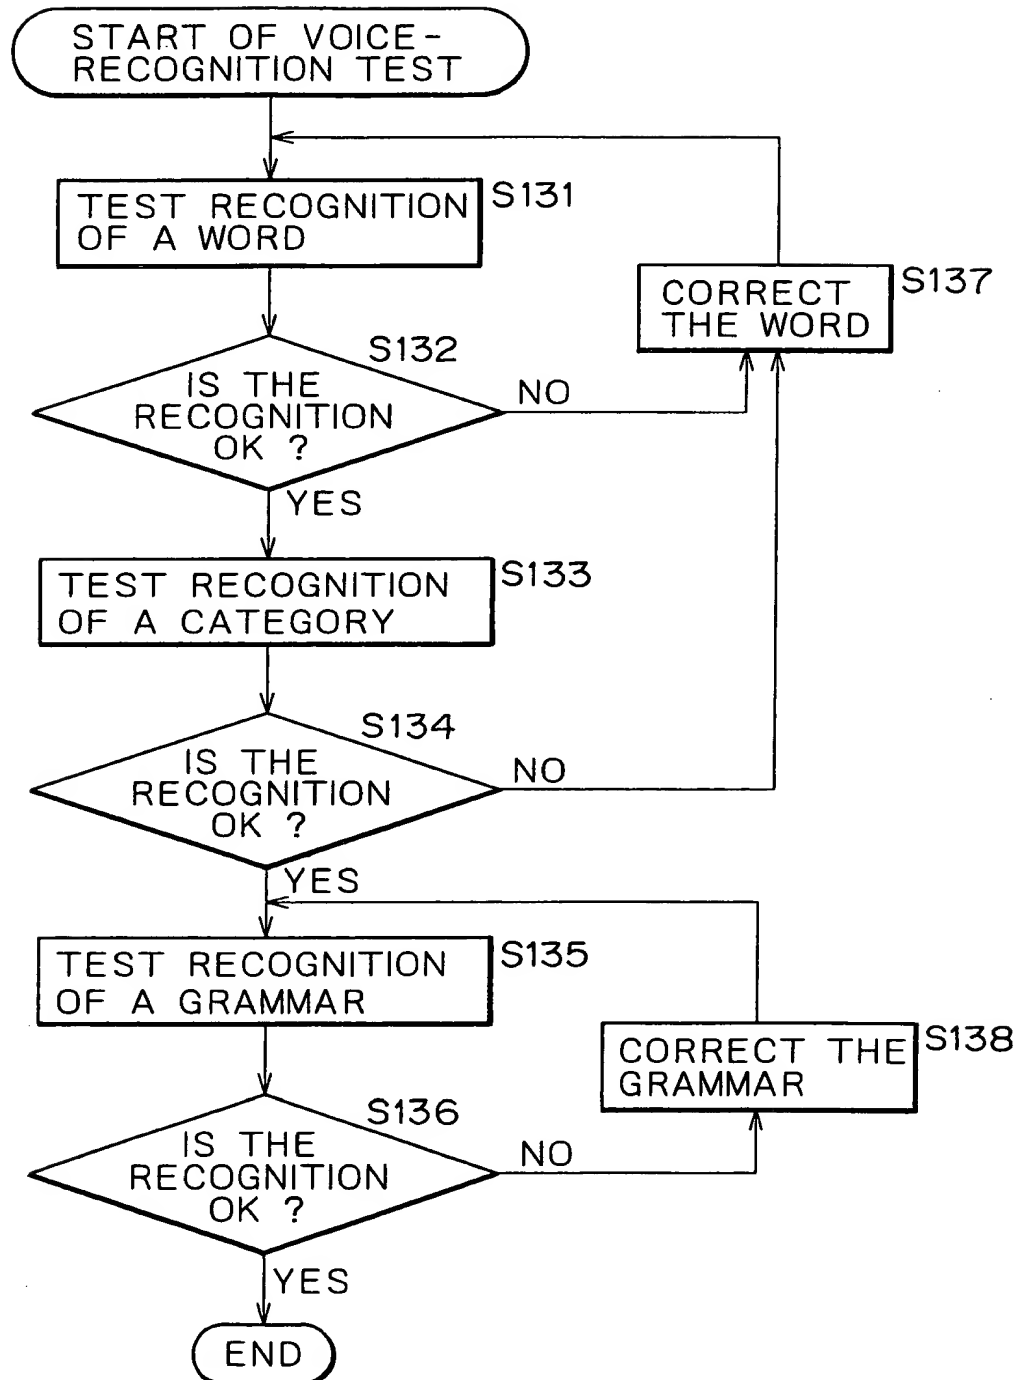 START OF VOICE-
RECOGNITION TEST
TEST RECOGNITION
OF A WORD
S131
CORRECT
THE WORD
S137
S132
IS THE
RECOGNITION
OK ?
NO
YES
TEST RECOGNITION
OF A CATEGORY
S133
S134
IS THE
RECOGNITION
OK ?
NO
YES
TEST RECOGNITION
OF A GRAMMAR
S135
CORRECT THE
GRAMMAR
S138
S136
IS THE
RECOGNITION
OK ?
NO
YES
END